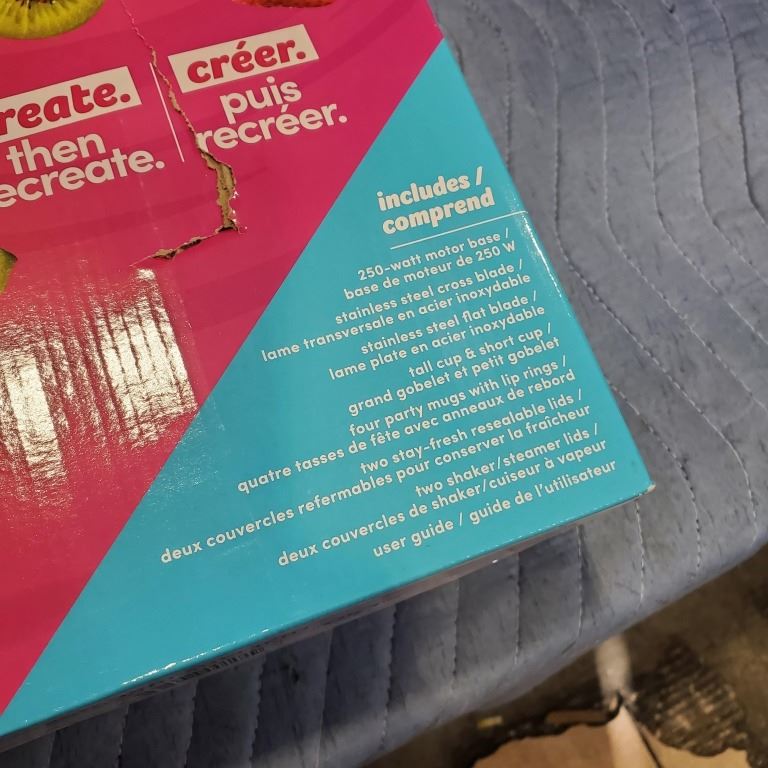 reate.
then
ecreate.
créer.
puis
recréer.
includes /
comprend
250-watt motor base /
base de moteur de 250 W
stainless steel cross blade /
lame transversale en acier inoxydable
stainless steel flat blade /
lame plate en acier inoxydable
tall cup & short cup /
grand gobelet et petit gobelet
four party mugs with lip rings /
quatre tasses de fête avec anneaux de rebord
two stay-fresh resealable lids /
deux couvercles refermables pour conserver la fraîcheur
two shaker/steamer lids /
deux couvercles de shaker/cuiseur à vapeur
user guide / guide de l'utilisateur